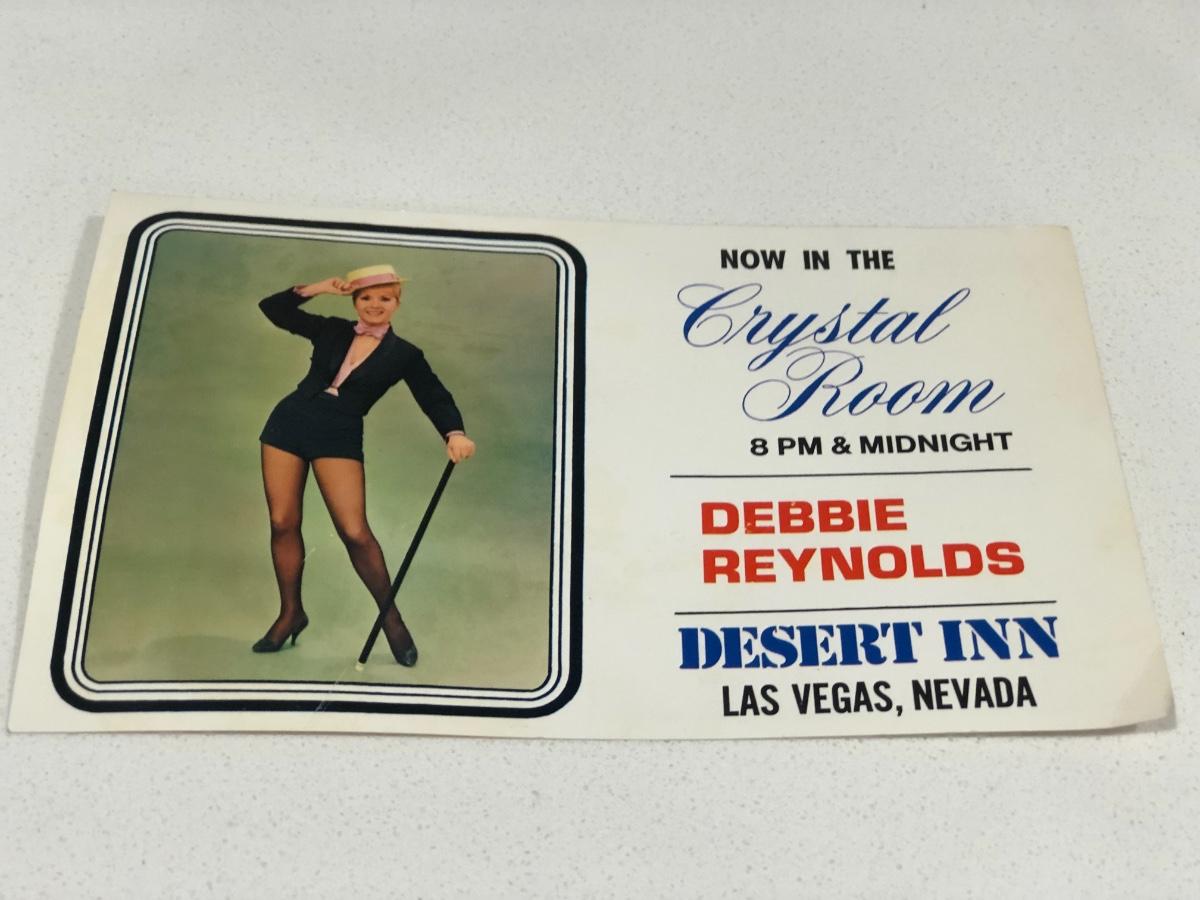 NOW IN THE
Crystal
Room
8 PM & MIDNIGHT
DEBBIE
REYNOLDS
DESERT INN
LAS VEGAS, NEVADA